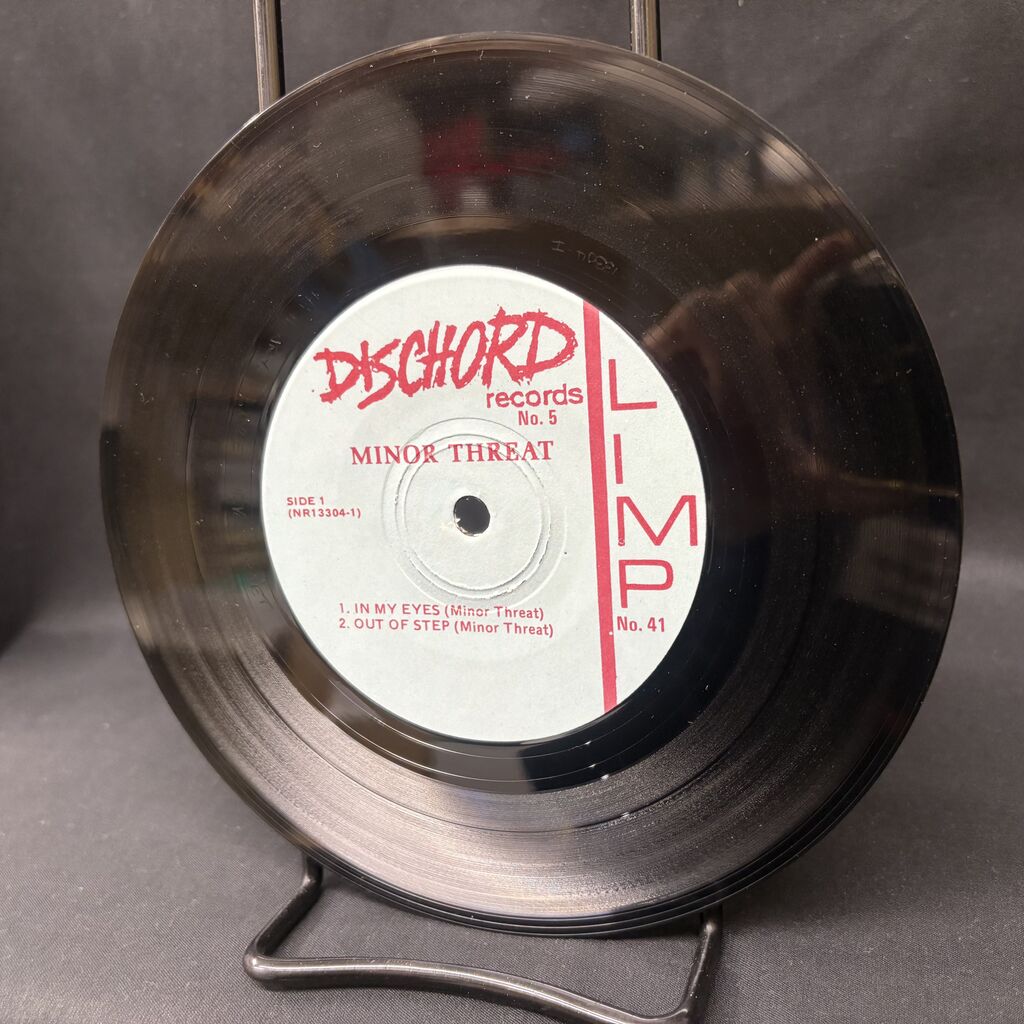 DISCHORD
records
No. 5
MINOR THREAT
SIDE 1
(NR13304-1)
1. IN MY EYES (Minor Threat)
2. OUT OF STEP (Minor Threat)
LIMP
No. 41